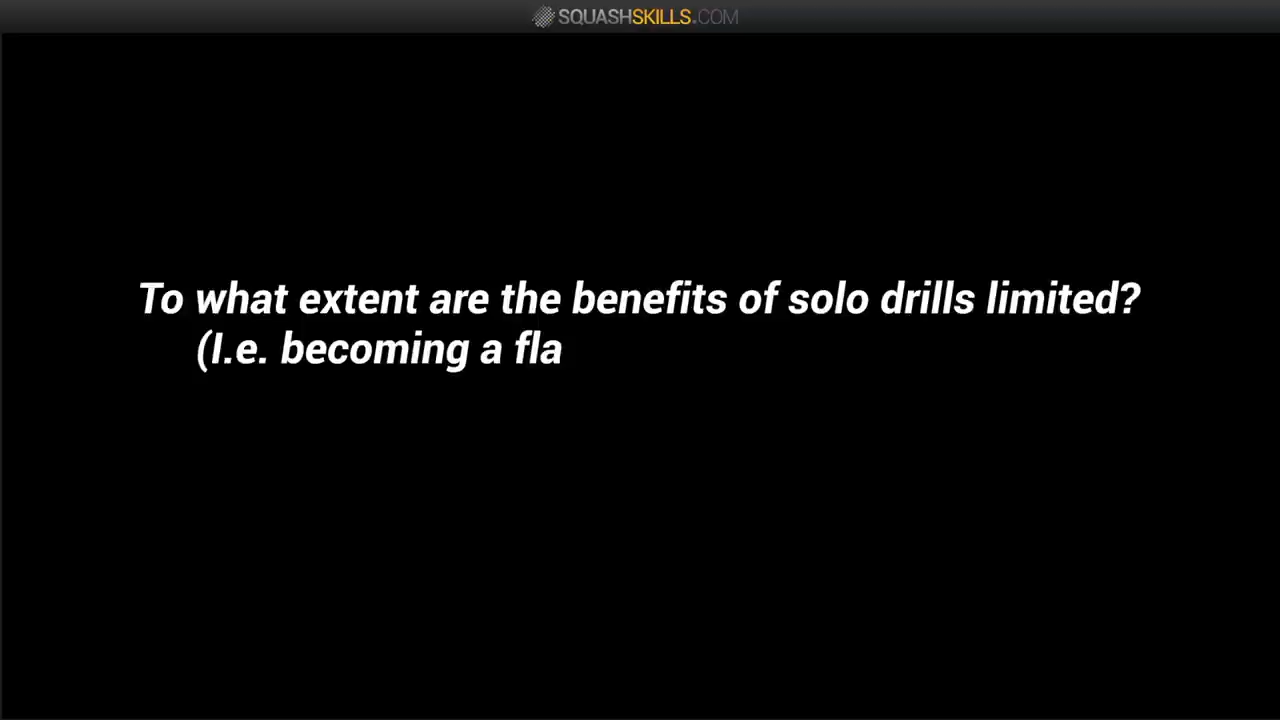 SQUASHSKILLS.COM
To what extent are the benefits of solo drills limited?
(I.e. becoming a fla